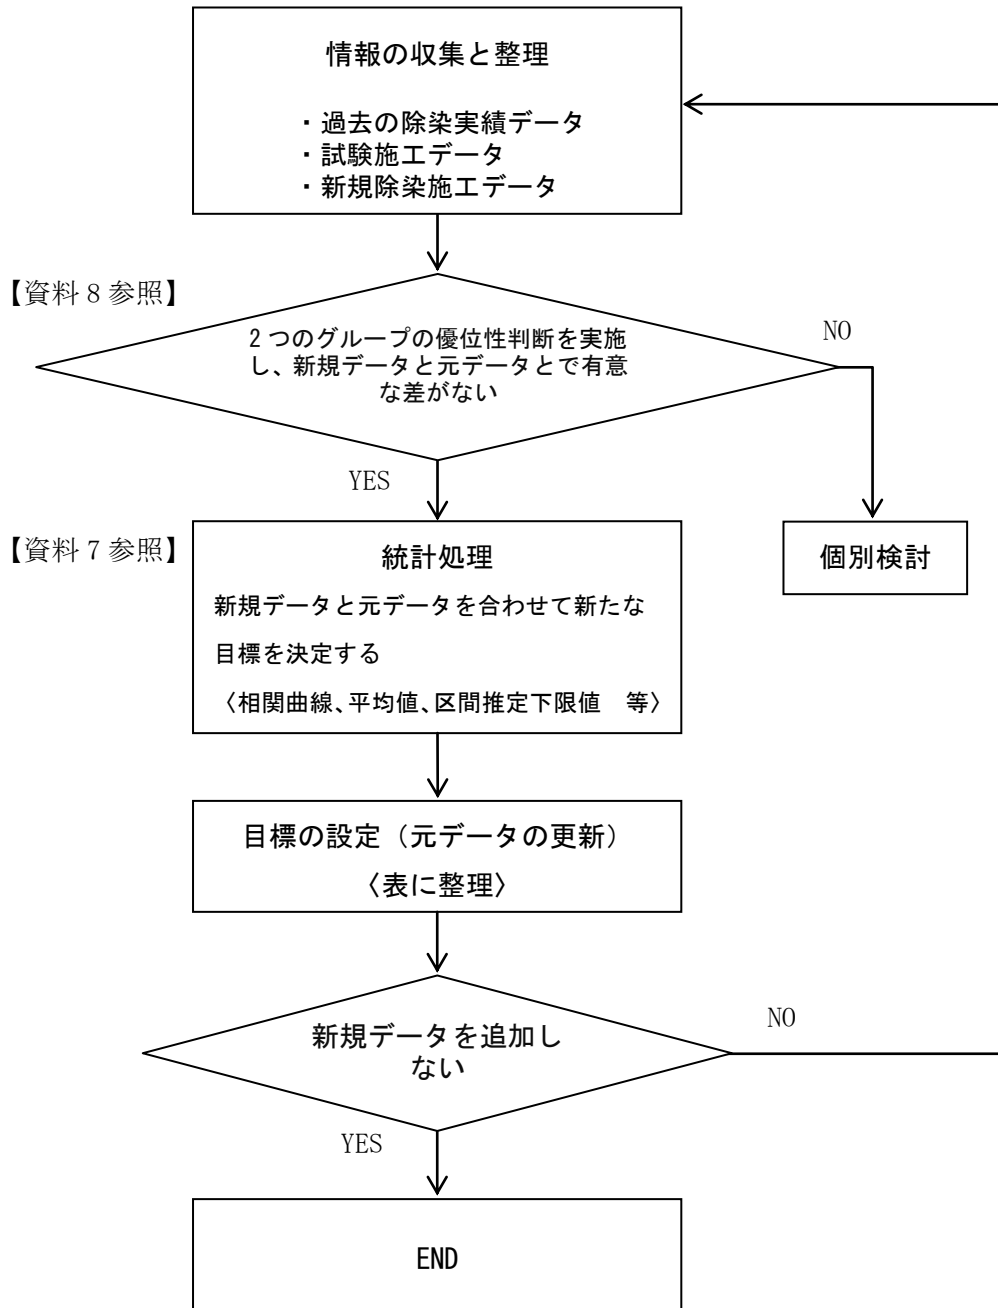 情報の収集と整理
・過去の除染実績データ
・試験施工データ
・新規除染施工データ
【資料8参照】
2つのグループの優位性判断を実施
し、新規データと元データとで有意
な差がない
NO
YES
【資料7参照】
統計処理
新規データと元データを合わせて新たな
目標を決定する
〈相関曲線、平均値、区間推定下限値　等〉
個別検討
目標の設定（元データの更新）
〈表に整理〉
新規データを追加し
ない
NO
YES
END